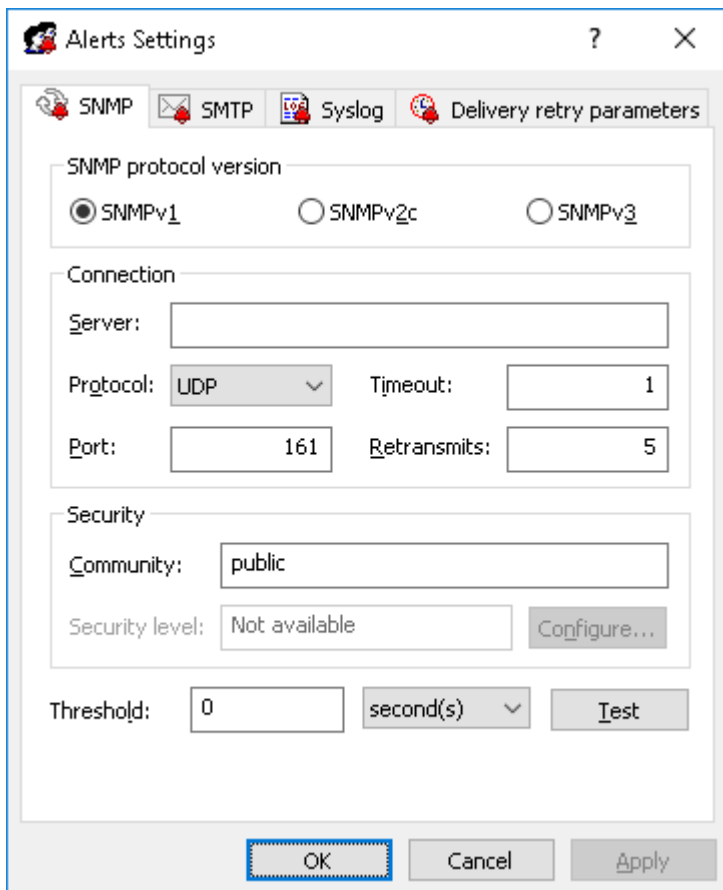 Alerts Settings ?
SNMP SMTP Syslog Delivery retry parameters
SNMP protocol version
SNMPv1 SNMPv2c SNMPv3
Connection
Server:
Protocol: UDP Timeout: 1
Port: 161 Retransmits: 5
Security
Community: public
Security level: Not available Configure...
Threshold: 0 second(s) Test
OK Cancel Apply